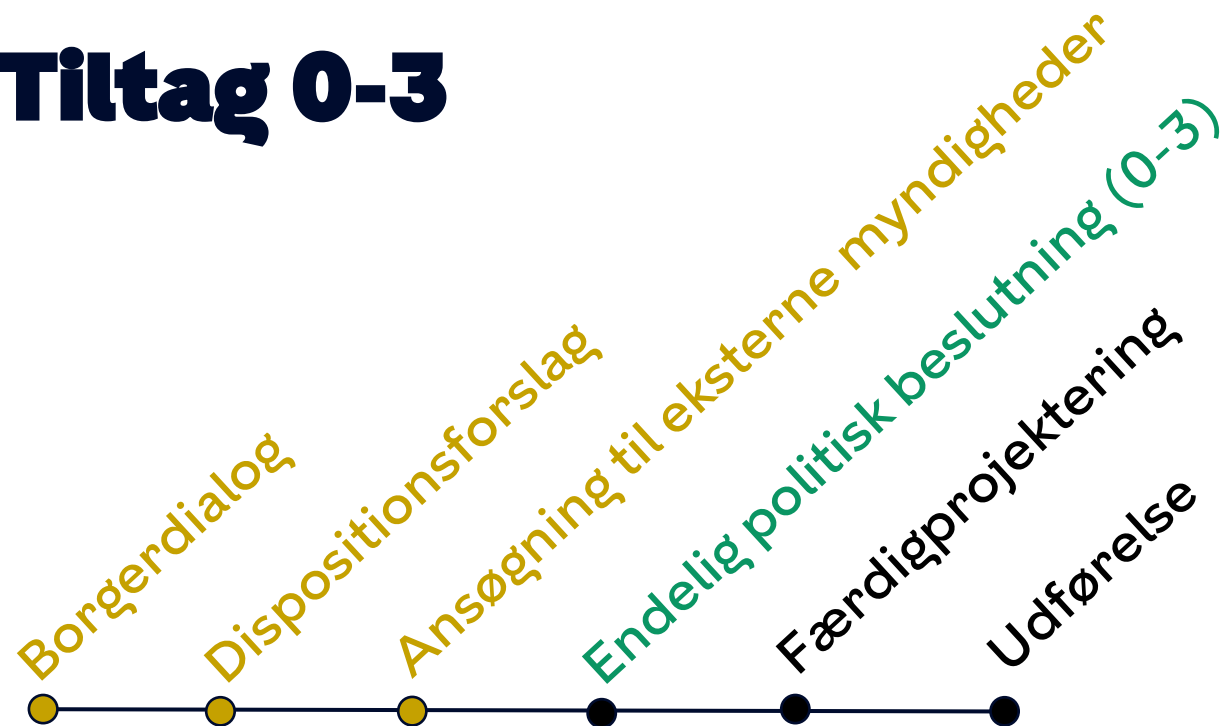 Tiltag 0-3
Borgerdialog
Dispositionsforslag
Ansøgning til eksterne myndigheder
Endelig politisk beslutning (0-3)
Færdigprojektering
Udførelse